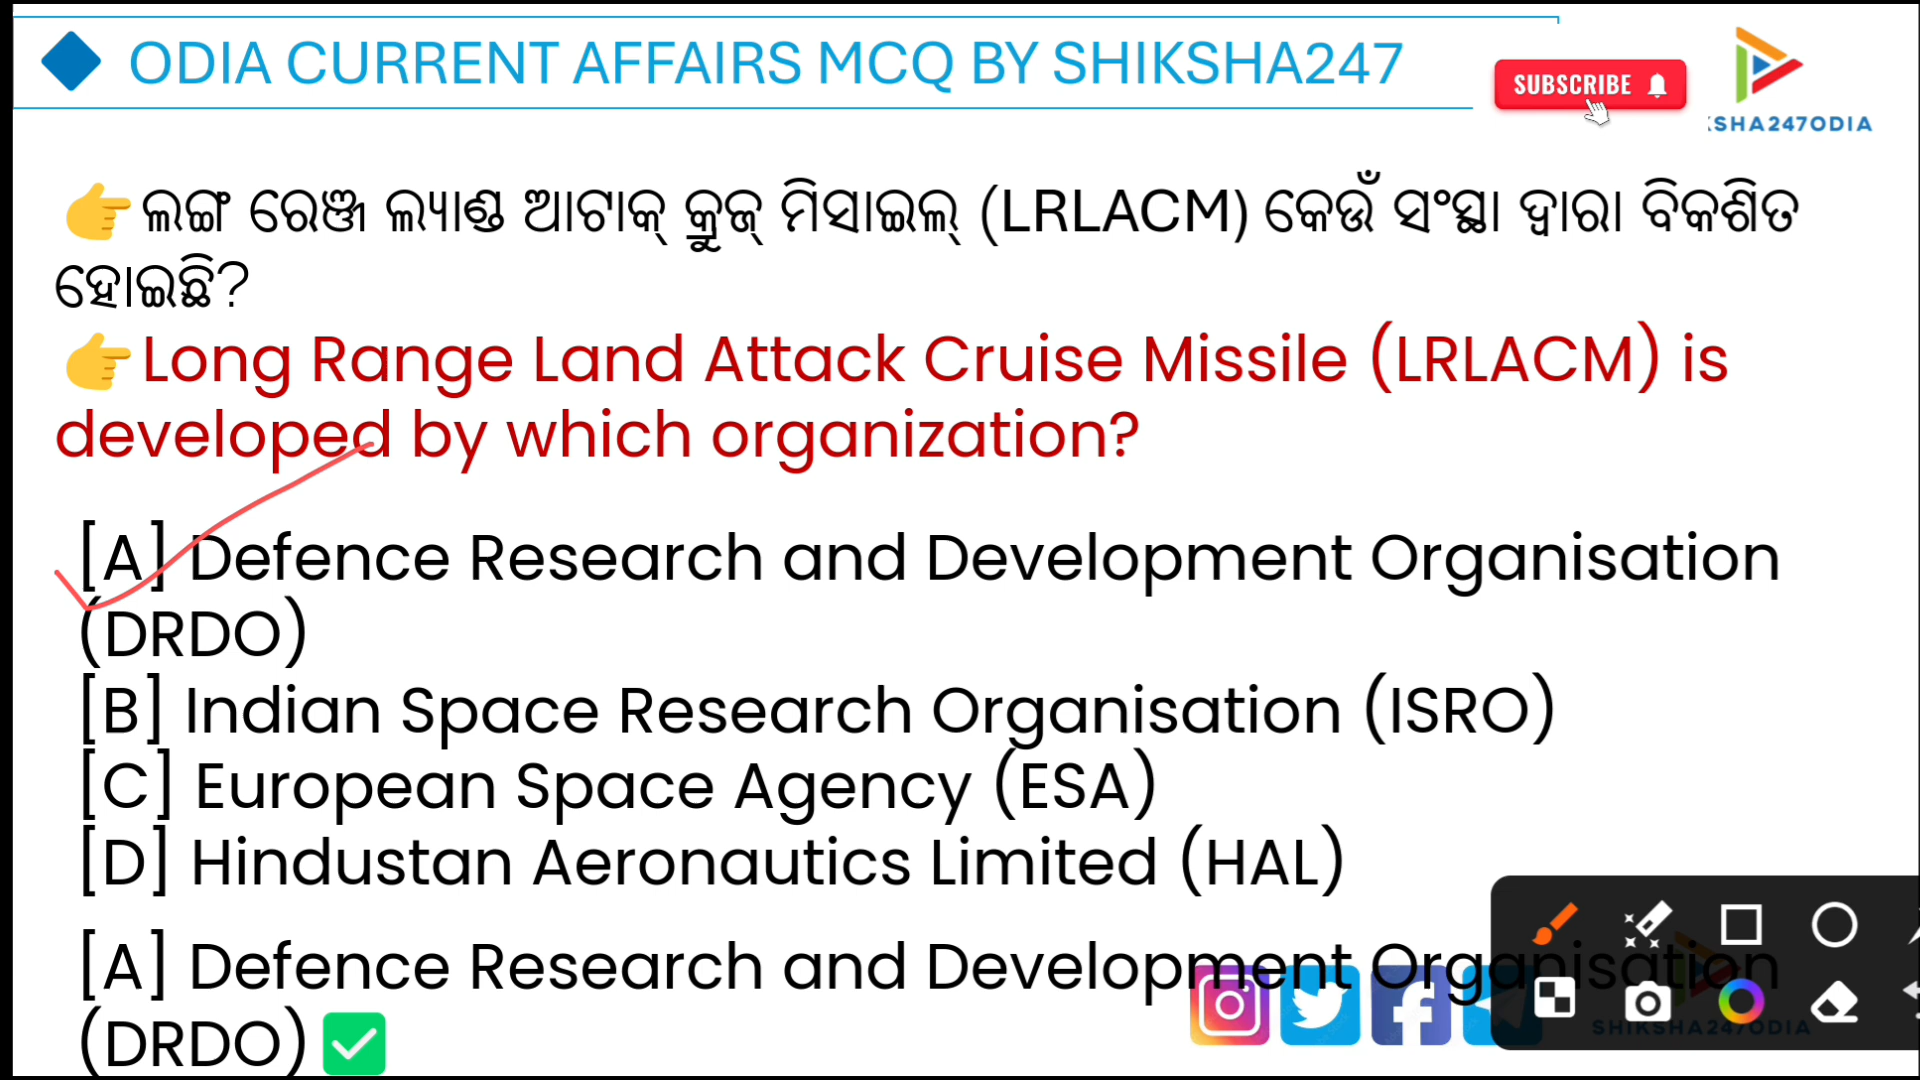 ODIA CURRENT AFFAIRS MCQ BY SHIKSHA247
SUBSCRIBE
KSHA247ODIA
ଲଙ୍ଗ ରେଞ୍ଜ ଲ୍ୟାଣ୍ଡ ଆଟାକ୍ କ୍ରୁଜ୍ ମିସାଇଲ୍ (LRLACM) କେଉଁ ସଂସ୍ଥା ଦ୍ୱାରା ବିକଶିତ
ହୋଇଛି?
Long Range Land Attack Cruise Missile (LRLACM) is
developed by which organization?
[A] Defence Research and Development Organisation
(DRDO)
[B] Indian Space Research Organisation (ISRO)
[C] European Space Agency (ESA)
[D] Hindustan Aeronautics Limited (HAL)
[A] Defence Research and Development Organisation
(DRDO)
SHIKSHA247ODIA